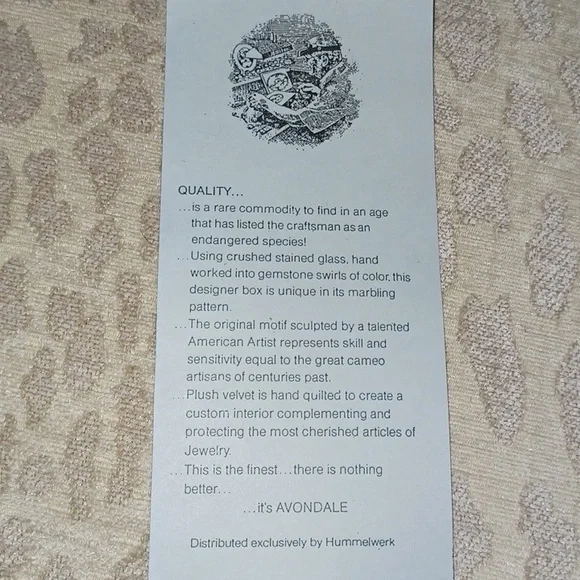 QUALITY...
...is a rare commodity to find in an age
that has listed the craftsman as an
endangered species!
...Using crushed stained glass, hand
worked into gemstone swirls of color, this
designer box is unique in its marbling
pattern.
...The original motif sculpted by a talented
American Artist represents skill and
sensitivity equal to the great cameo
artisans of centuries past.
...Plush velvet is hand quilted to create a
custom interior complementing and
protecting the most cherished articles of
Jewelry.
...This is the finest...there is nothing
better...
...it's AVONDALE
Distributed exclusively by Hummelwerk